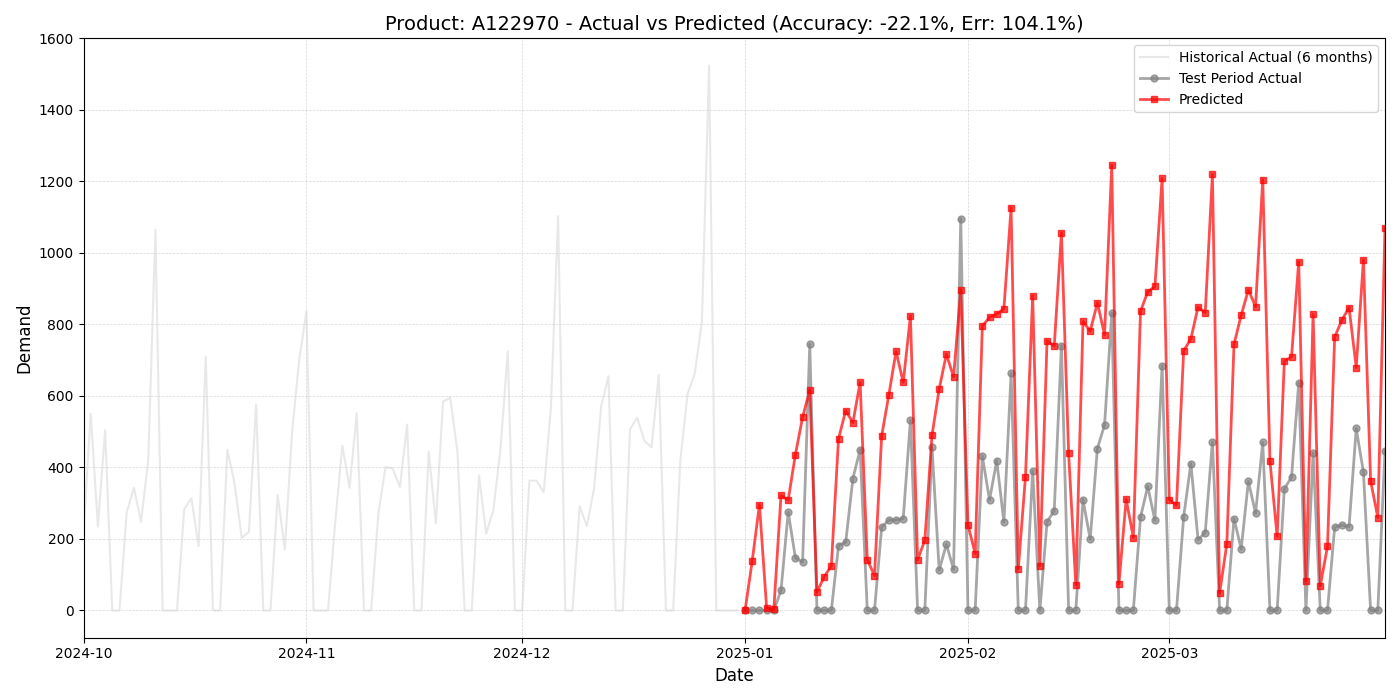 Product: A122970 - Actual vs Predicted (Accuracy: -22.1%, Err: 104.1%)
1600
1400
1200
1000
800
600
400
200
0
Demand
Historical Actual (6 months)
Test Period Actual
Predicted
2024-10
2024-11
2024-12
2025-01
2025-02
2025-03
Date